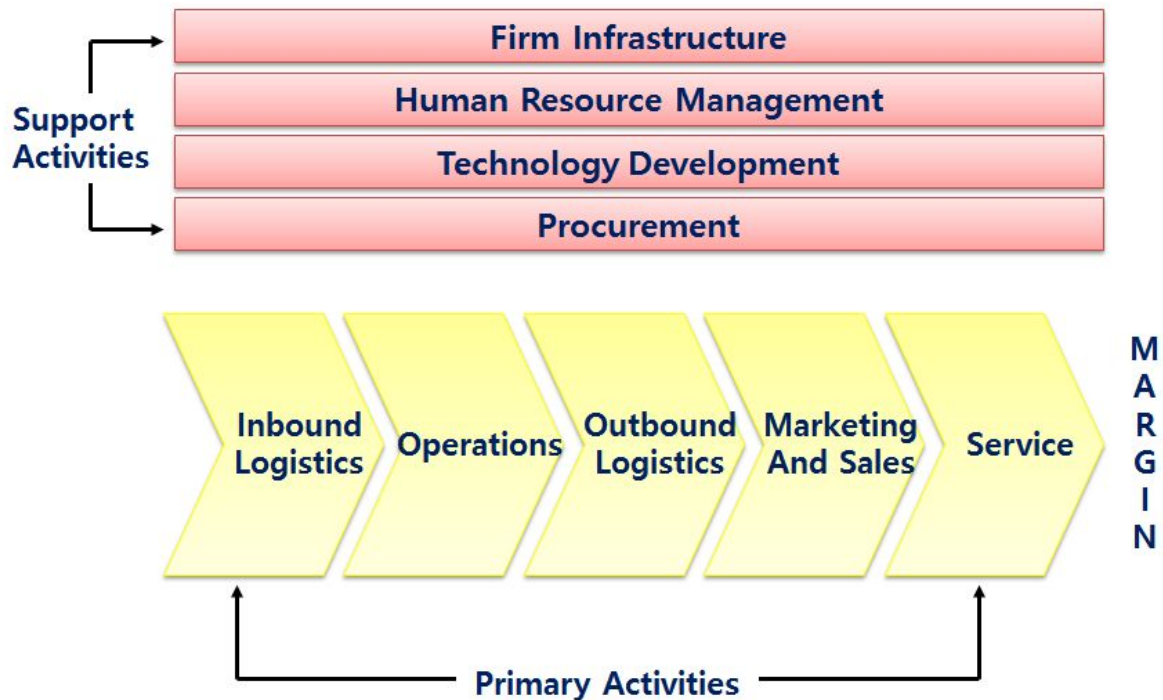 Firm Infrastructure
Human Resource Management
Support
Activities
Technology Development
Procurement
Inbound
Logistics
Operations
Outbound
Logistics
Marketing
And Sales
Service
MARGIN
Primary Activities